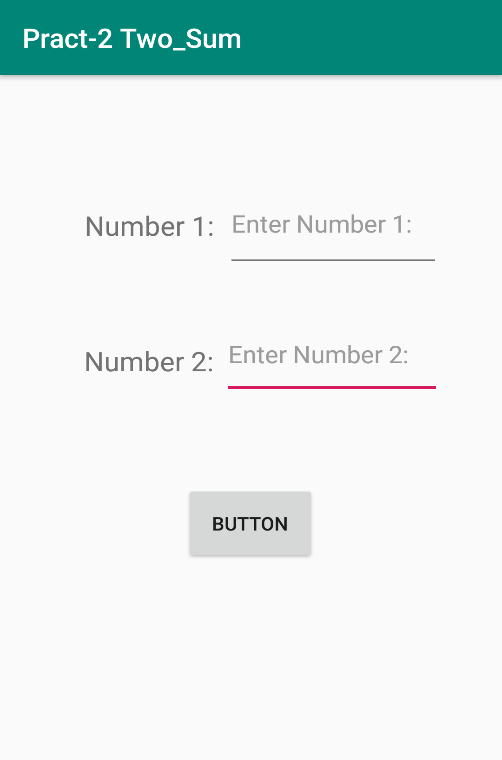 Pract-2 Two_Sum
Number 1: Enter Number 1:
Number 2: Enter Number 2:
BUTTON